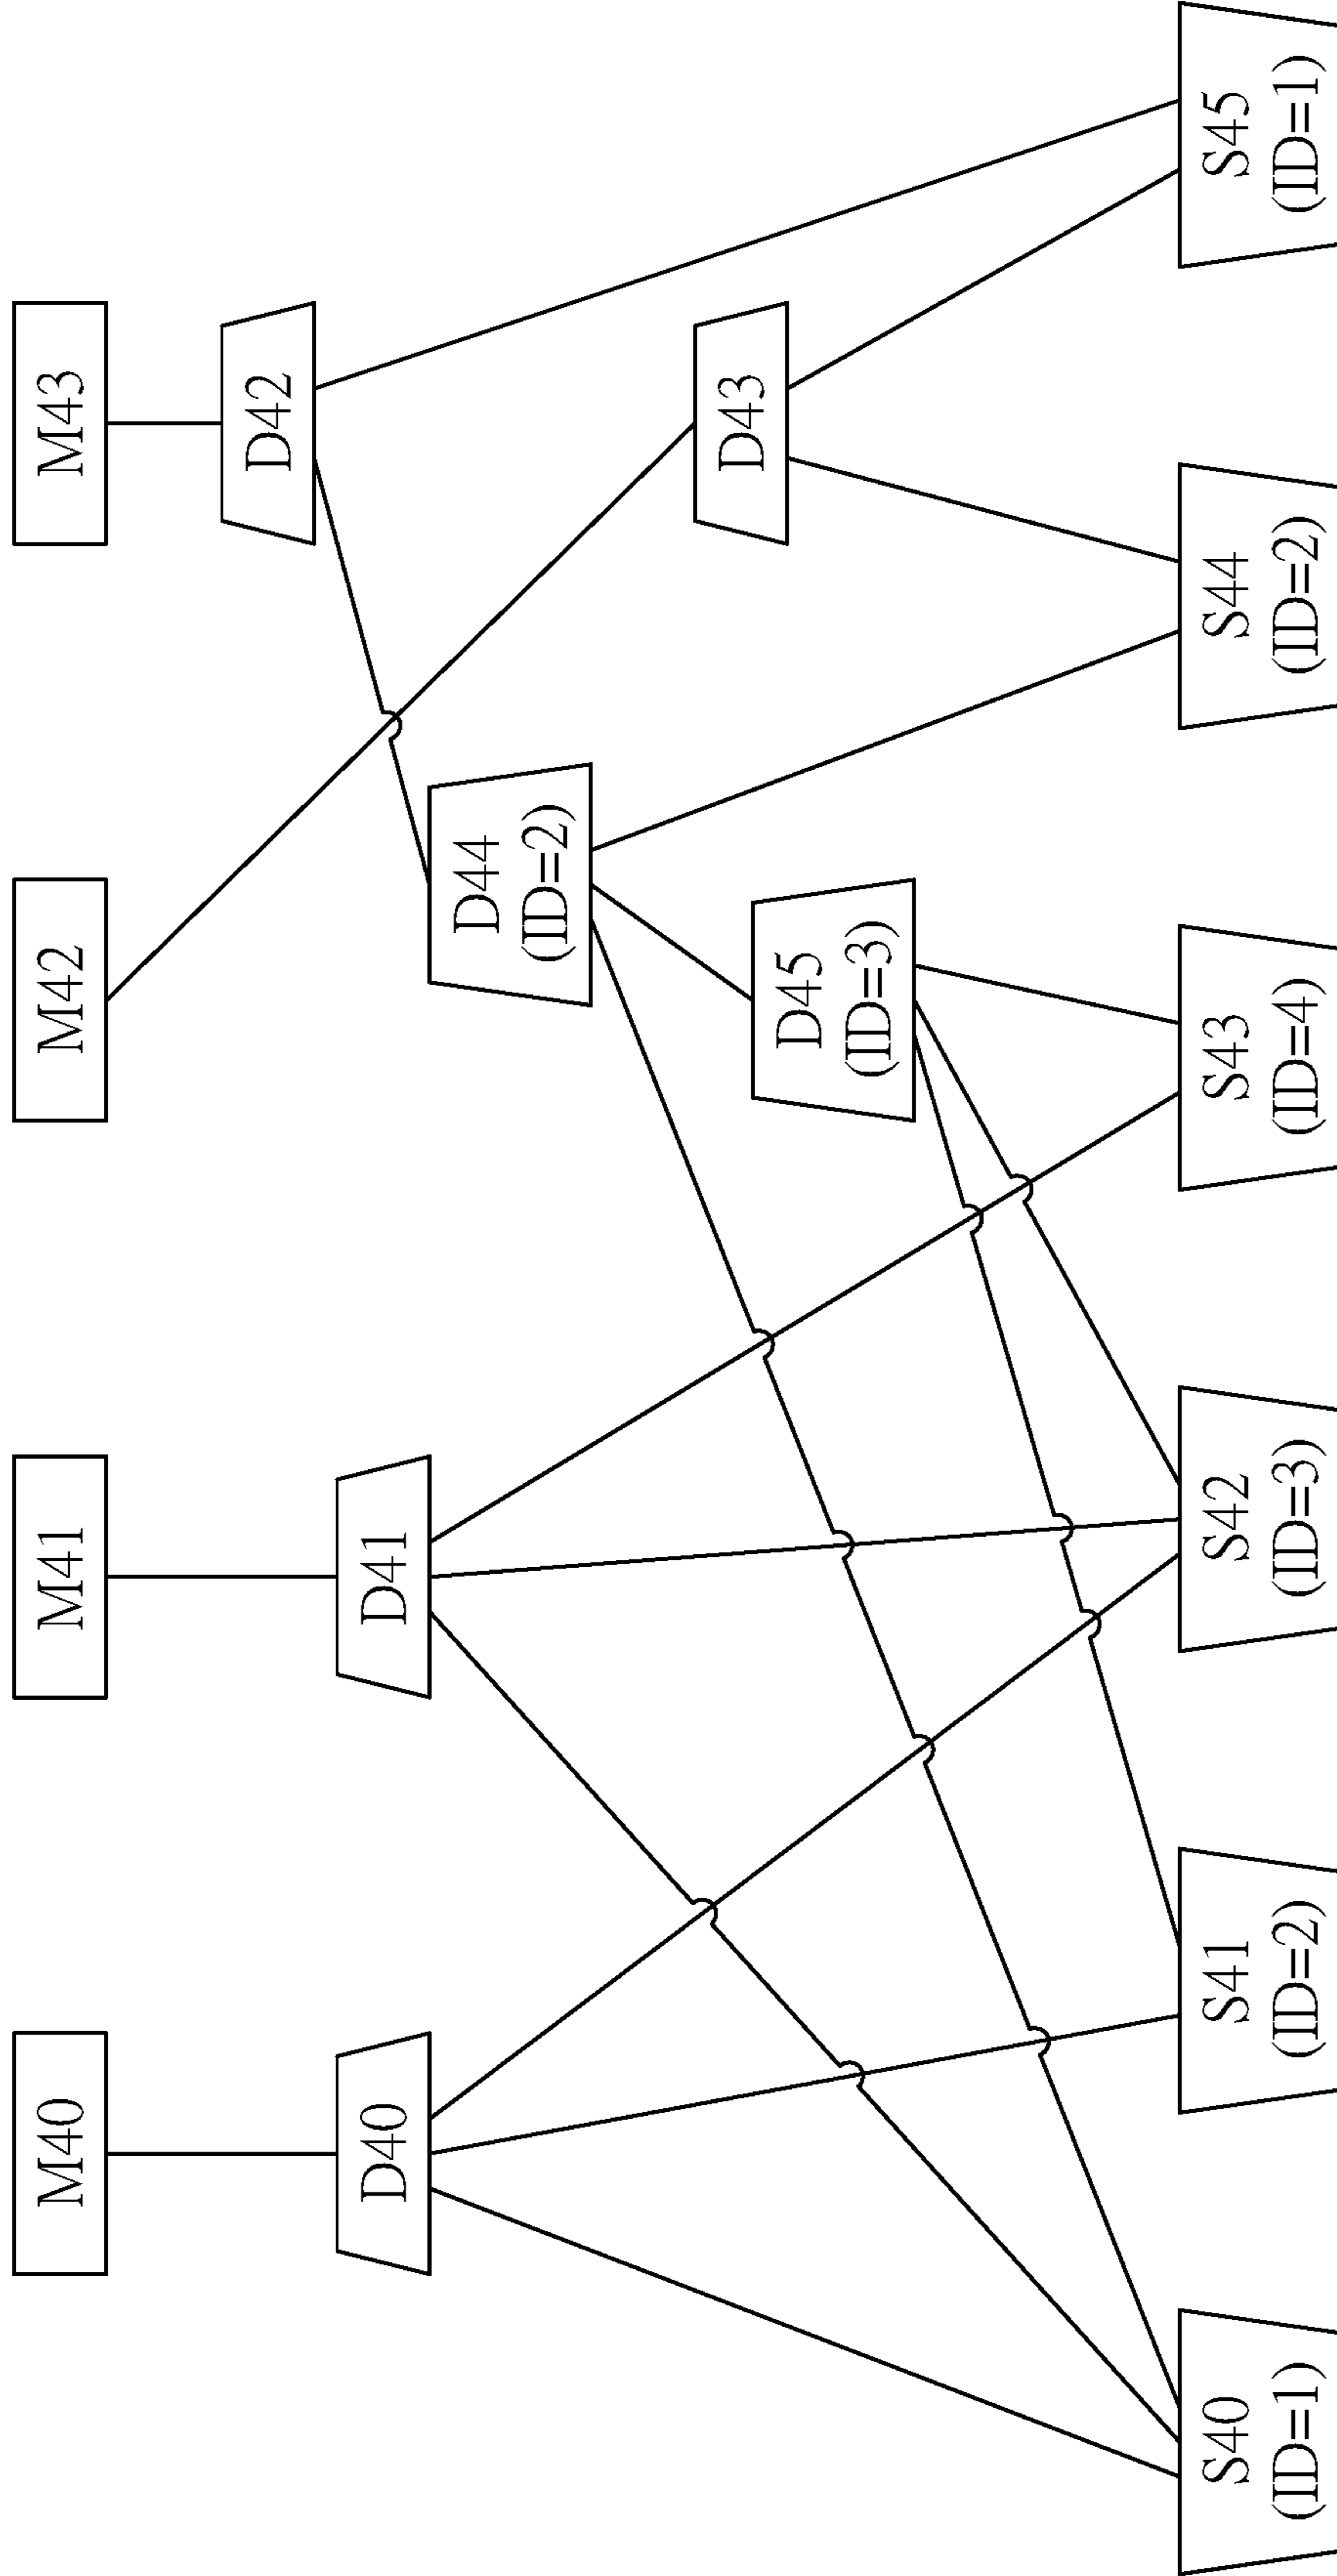 M40
M41
M42
M43
D40
D41
D42
D44
(ID=2)
D43
D45
(ID=3)
S40
(ID=1)
S41
(ID=2)
S42
(ID=3)
S43
(ID=4)
S44
(ID=2)
S45
(ID=1)